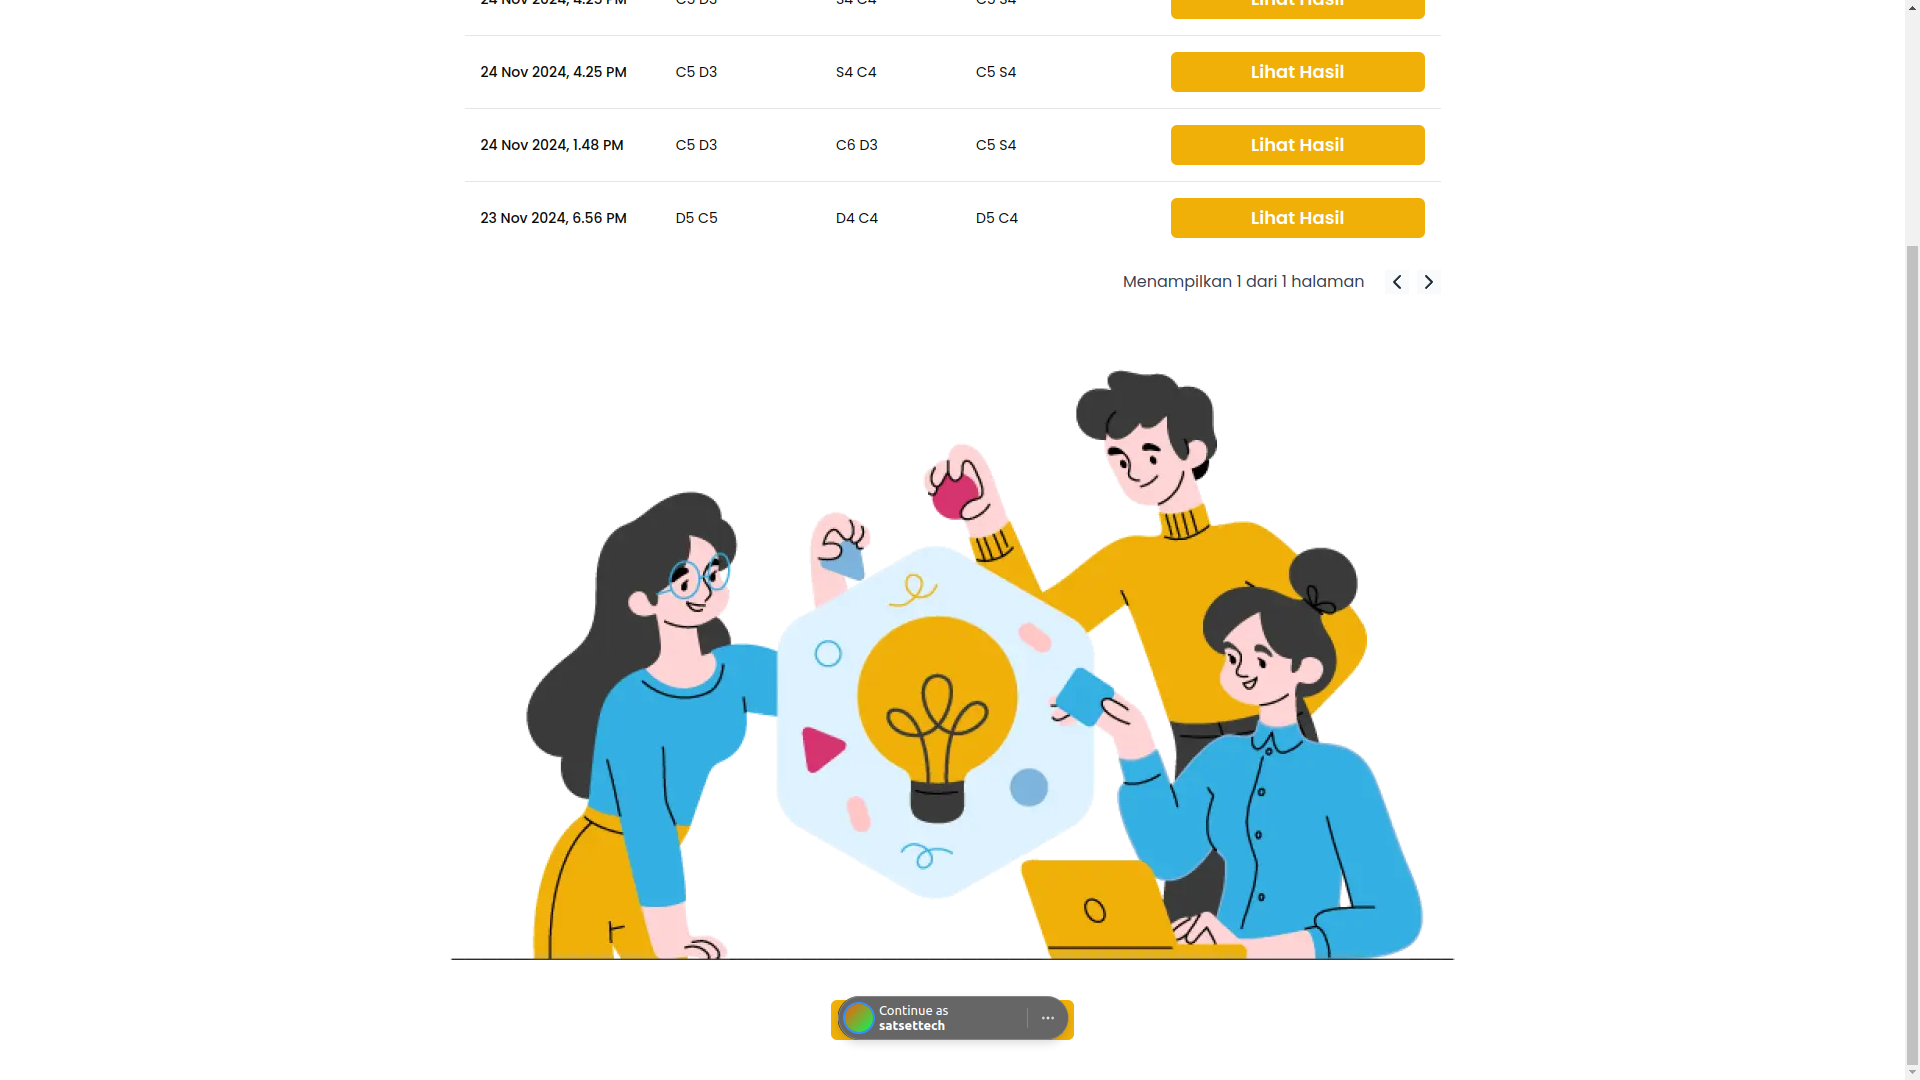 24 Nov 2024, 4.25 PM C5 D3 S4 C4 C5 S4 Lihat Hasil
24 Nov 2024, 4.25 PM C5 D3 S4 C4 C5 S4 Lihat Hasil
24 Nov 2024, 1.48 PM C5 D3 C6 D3 C5 S4 Lihat Hasil
23 Nov 2024, 6.56 PM D5 C5 D4 C4 D5 C4 Lihat Hasil
Menampilkan 1 dari 1 halaman
Continue as
satsettech